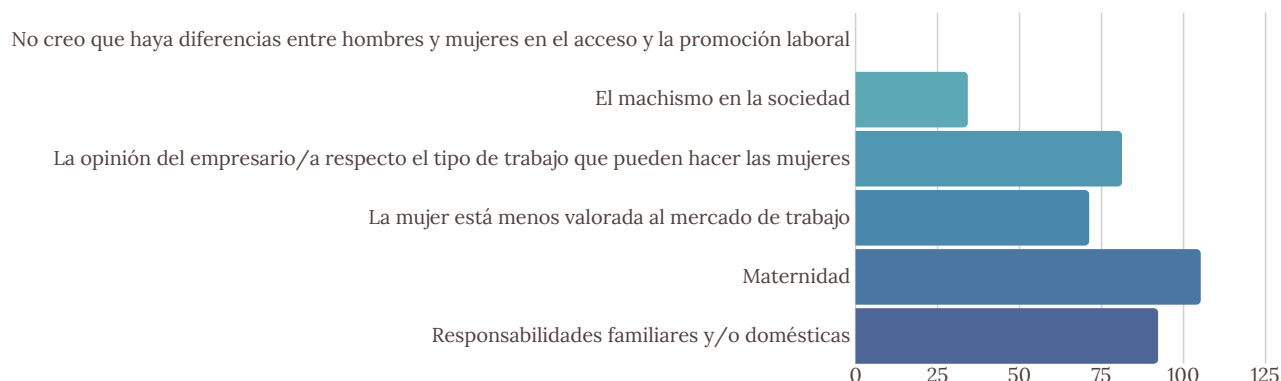 No creo que haya diferencias entre hombres y mujeres en el acceso y la promoción laboral
El machismo en la sociedad
La opinión del empresario/a respecto el tipo de trabajo que pueden hacer las mujeres
La mujer está menos valorada al mercado de trabajo
Maternidad
Responsabilidades familiares y/o domésticas
0 25 50 75 100 125